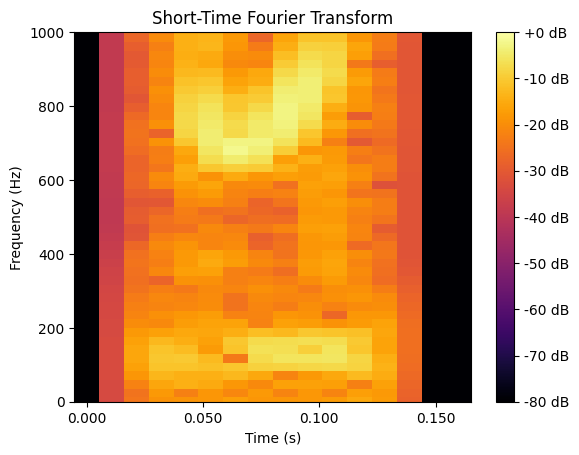 Short-Time Fourier Transform
1000
800
600
400
200
0
Frequency (Hz)
0.000
0.050
0.100
0.150
Time (s)
+0 dB
-10 dB
-20 dB
-30 dB
-40 dB
-50 dB
-60 dB
-70 dB
-80 dB